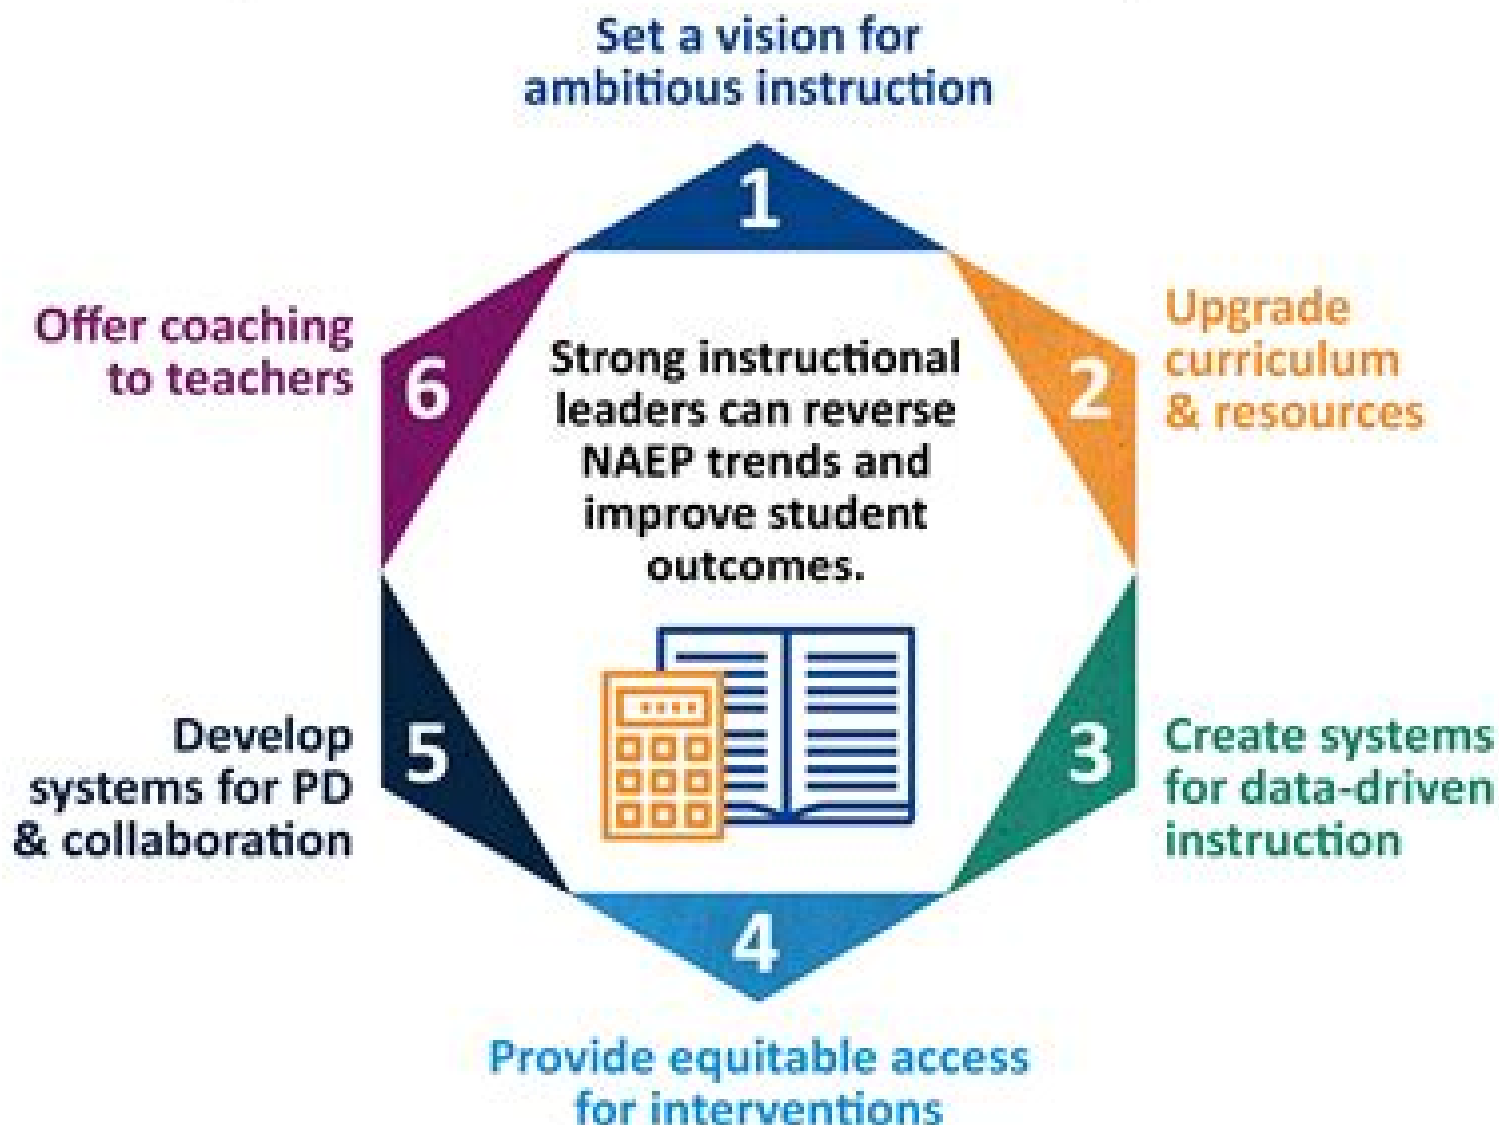 Set a vision for
ambitious instruction
1
Upgrade
curriculum
& resources
2
Create systems
for data-driven
instruction
3
Provide equitable access
for interventions
4
Develop
systems for PD
& collaboration
5
Offer coaching
to teachers
6
Strong instructional
leaders can reverse
NAEP trends and
improve student
outcomes.